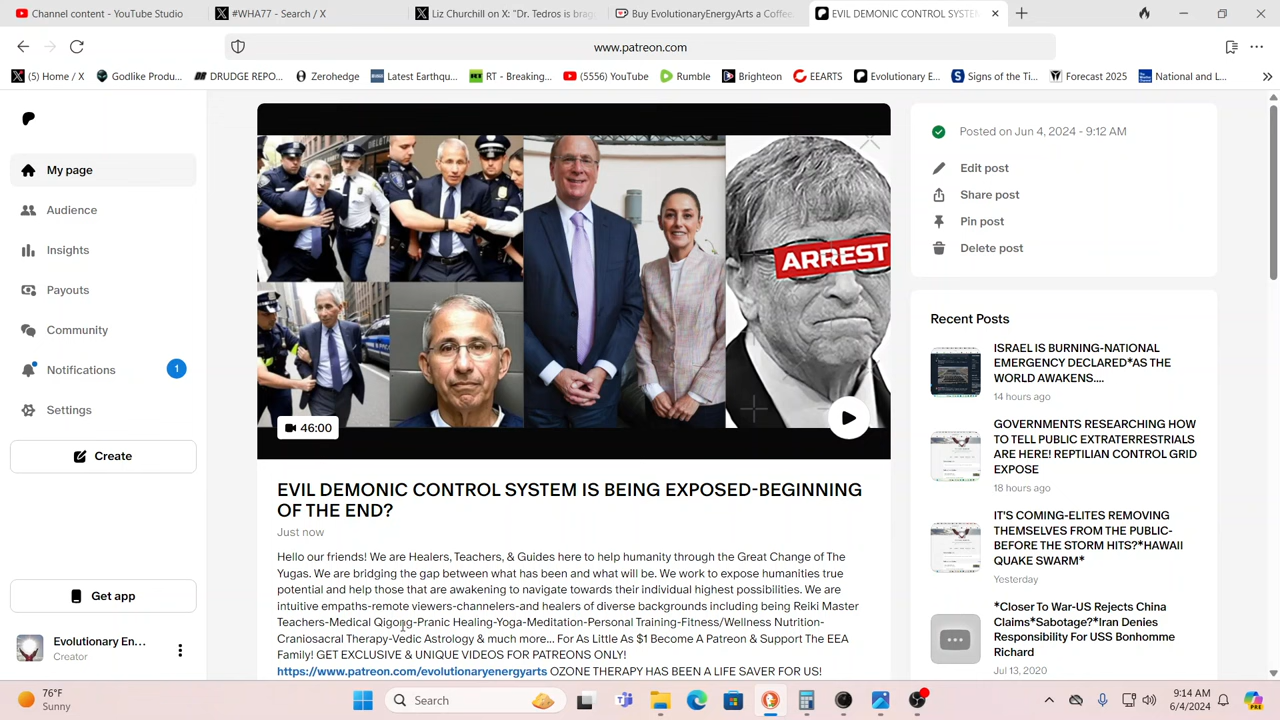 Channel content - YouTube Studio
#WHA77 - Search / X
Liz Churchill on X: "Dr. Tedros is brag
Buy EvolutionaryEnergyArts a Coffee.
EVIL DEMONIC CONTROL SYSTEM
www.patreon.com
(5) Home / X
Godlike Produ...
DRUDGE REPO...
Zerohedge
Latest Earthqu...
RT - Breaking...
(5556) YouTube
Rumble
Brighteon
EEARTS
Evolutionary E...
Signs of the Ti...
Forecast 2025
National and L...
My page
Audience
Insights
Payouts
Community
Notifications
1
Settings
Create
Get app
Evolutionary En...
Creator
ARREST
46:00
EVIL DEMONIC CONTROL SYSTEM IS BEING EXPOSED-BEGINNING
OF THE END?
Just now
Hello our friends! We are Healers, Teachers, & Guides here to help humanity through the Great Change of The
Yugas. We are bridging the gap between what has been and what will be. We work to expose humanities true
potential and help those that are awakening to navigate towards their individual highest possibilities. We are
intuitive empaths-remote viewers-channelers-and healers of diverse backgrounds including being Reiki Master
Teachers-Medical Qigong-Pranic Healing-Yoga-Meditation-Personal Training-Fitness/Wellness Nutrition-
Craniosacral Therapy-Vedic Astrology & much more... For As Little As $1 Become A Patreon & Support The EEA
Family! GET EXCLUSIVE & UNIQUE VIDEOS FOR PATREONS ONLY!
https://www.patreon.com/evolutionaryenergyarts OZONE THERAPY HAS BEEN A LIFE SAVER FOR US!
Posted on Jun 4, 2024 - 9:12 AM
Edit post
Share post
Pin post
Delete post
Recent Posts
ISRAEL IS BURNING-NATIONAL
EMERGENCY DECLARED*AS THE
WORLD AWAKENS....
14 hours ago
GOVERNMENTS RESEARCHING HOW
TO TELL PUBLIC EXTRATERRESTRIALS
ARE HERE! REPTILIAN CONTROL GRID
EXPOSE
18 hours ago
IT'S COMING-ELITES REMOVING
THEMSELVES FROM THE PUBLIC-
BEFORE THE STORM HITS?*HAWAII
QUAKE SWARM*
Yesterday
*Closer To War-US Rejects China
Claims*Sabotage?*Iran Denies
Responsibility For USS Bonhomme
Richard
Jul 13, 2020
76°F
Sunny
Search
9:14 AM
6/4/2024